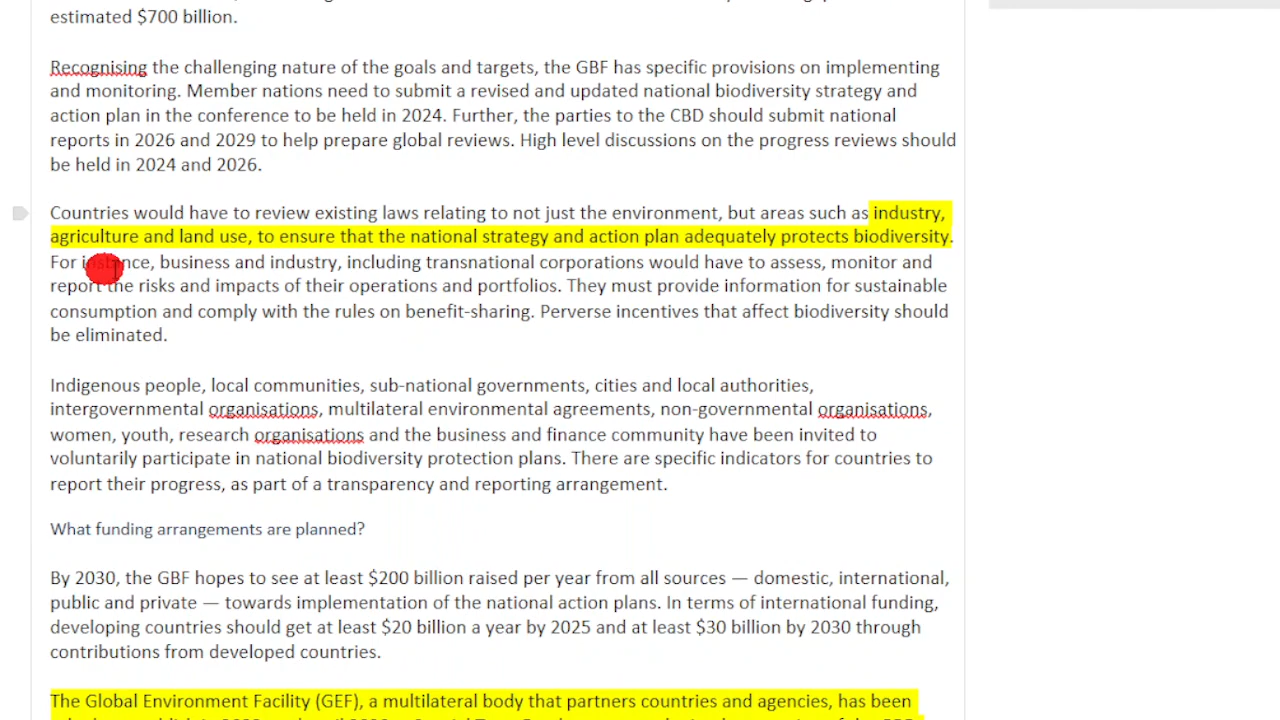 estimated $700 billion.
Recognising the challenging nature of the goals and targets, the GBF has specific provisions on implementing
and monitoring. Member nations need to submit a revised and updated national biodiversity strategy and
action plan in the conference to be held in 2024. Further, the parties to the CBD should submit national
reports in 2026 and 2029 to help prepare global reviews. High level discussions on the progress reviews should
be held in 2024 and 2026.
Countries would have to review existing laws relating to not just the environment, but areas such as industry,
agriculture and land use, to ensure that the national strategy and action plan adequately protects biodiversity.
For instance, business and industry, including transnational corporations would have to assess, monitor and
report the risks and impacts of their operations and portfolios. They must provide information for sustainable
consumption and comply with the rules on benefit-sharing. Perverse incentives that affect biodiversity should
be eliminated.
Indigenous people, local communities, sub-national governments, cities and local authorities,
intergovernmental organisations, multilateral environmental agreements, non-governmental organisations,
women, youth, research organisations and the business and finance community have been invited to
voluntarily participate in national biodiversity protection plans. There are specific indicators for countries to
report their progress, as part of a transparency and reporting arrangement.
What funding arrangements are planned?
By 2030, the GBF hopes to see at least $200 billion raised per year from all sources — domestic, international,
public and private — towards implementation of the national action plans. In terms of international funding,
developing countries should get at least $20 billion a year by 2025 and at least $30 billion by 2030 through
contributions from developed countries.
The Global Environment Facility (GEF), a multilateral body that partners countries and agencies, has been